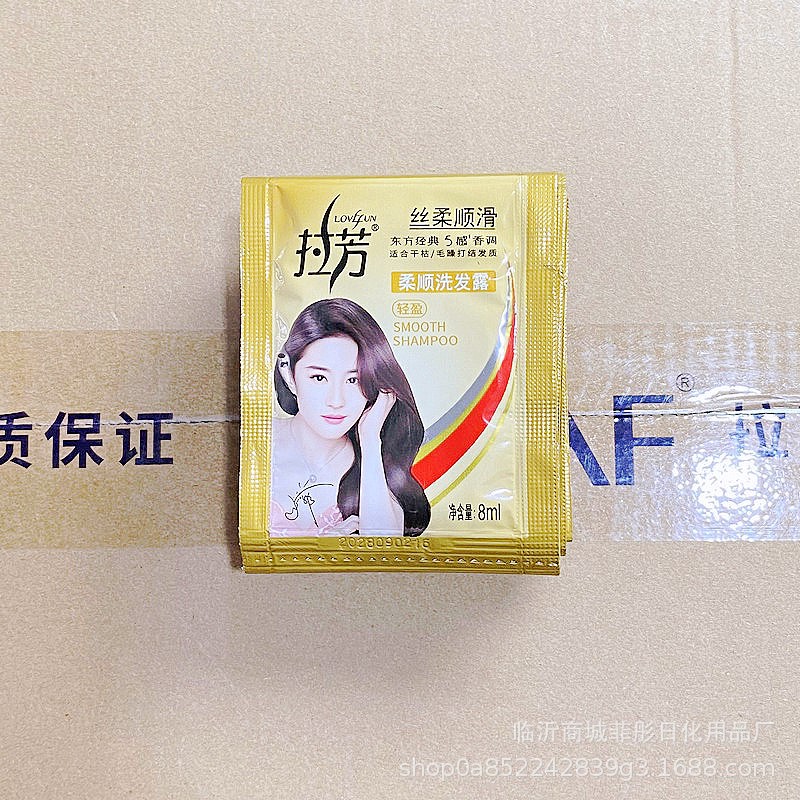 LOVEFUN
拉芳®
丝柔顺滑
东方经典 5感香调
适合干枯/毛躁打结发质
柔顺洗发露
轻盈
SMOOTH
SHAMPOO
净含量: 8ml
质保证
AF®
拉
临沂商城菲彤日化用品厂
shop0a852242839g3.1688.com